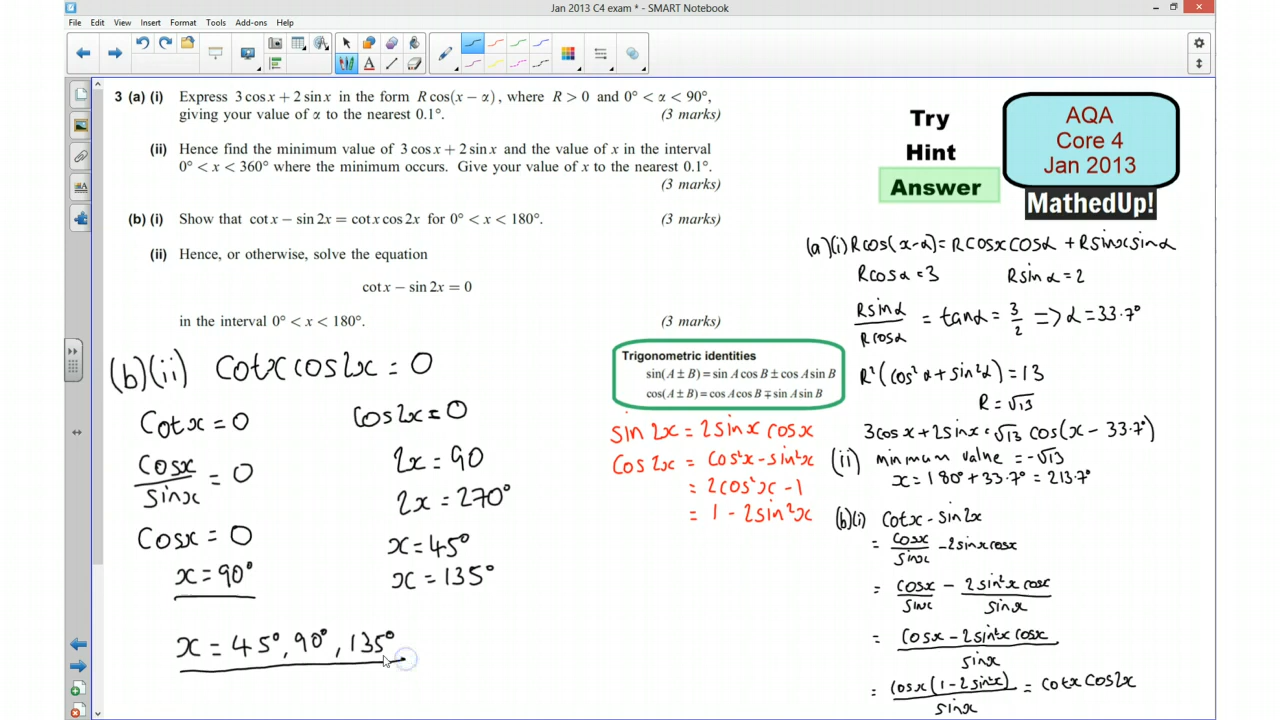 Jan 2013 C4 exam * - SMART Notebook
File Edit View Insert Format Tools Add-ons Help
3 (a) (i) Express 3 cos x + 2 sin x in the form R cos(x − α), where R > 0 and 0° < α < 90°,
giving your value of α to the nearest 0.1°. (3 marks)
(ii) Hence find the minimum value of 3 cos x + 2 sin x and the value of x in the interval
0° < x < 360° where the minimum occurs. Give your value of x to the nearest 0.1°.
(3 marks)
(b) (i) Show that cot x − sin 2x = cot x cos 2x for 0° < x < 180°. (3 marks)
(ii) Hence, or otherwise, solve the equation
cot x − sin 2x = 0
in the interval 0° < x < 180°. (3 marks)
Try
Hint
Answer
AQA
Core 4
Jan 2013
MathedUp!
Trigonometric identities
sin(A ± B) = sin A cos B ± cos A sin B
cos(A ± B) = cos A cos B ∓ sin A sin B
sin 2x = 2 sin x cos x
Cos 2x = cos²x − sin²x
= 2cos²x − 1
= 1 − 2sin²x
(b)(ii) Cotx cos2x = 0
Cotx = 0
Cosx/sinx = 0
Cosx = 0
x = 90°
Cos2x = 0
2x = 90
2x = 270°
x = 45°
x = 135°
x = 45°, 90°, 135°
(a)(i) Rcos(x−α) = Rcosxcosα + Rsinxsinα
Rcosα = 3 Rsinα = 2
Rsinα/Rcosα = tanα = 3/2 => α = 33.7°
R²(cos²α + sin²α) = 13
R = √13
3cosx + 2sinx = √13 cos(x − 33.7°)
(ii) minimum value = −√13
x = 180° + 33.7° = 213.7°
(b)(i) Cotx − sin2x
= Cosx/sinx − 2sinxcosx
= cosx/sinx − 2sin²x cosx/sinx
= cosx − 2sin²x cosx/sinx
= cosx(1 − 2sin²x)/sinx = cotx cos2x